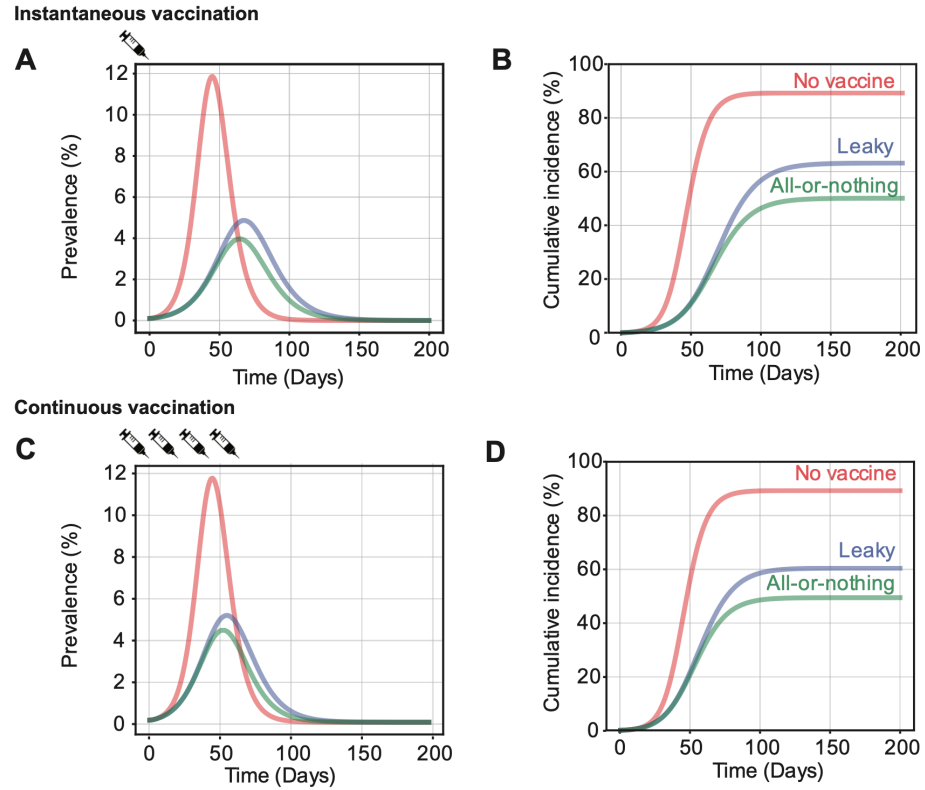 Instantaneous vaccination
A
12
10
8
6
4
2
0
Prevalence (%)
0 50 100 150 200
Time (Days)
B
100
80
60
40
20
0
Cumulative incidence (%)
No vaccine
Leaky
All-or-nothing
0 50 100 150 200
Time (Days)
Continuous vaccination
C
12
10
8
6
4
2
0
Prevalence (%)
0 50 100 150 200
Time (Days)
D
100
80
60
40
20
0
Cumulative incidence (%)
No vaccine
Leaky
All-or-nothing
0 50 100 150 200
Time (Days)